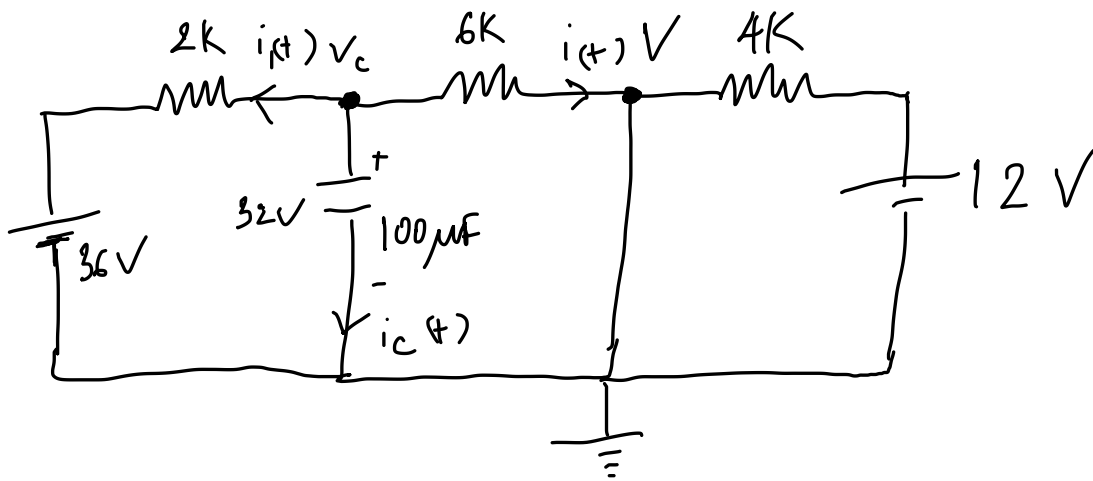 2K i₁(t) Vc 6K i(t) V 4K
+
32V
100μF
36V
-
ic(t)
12V